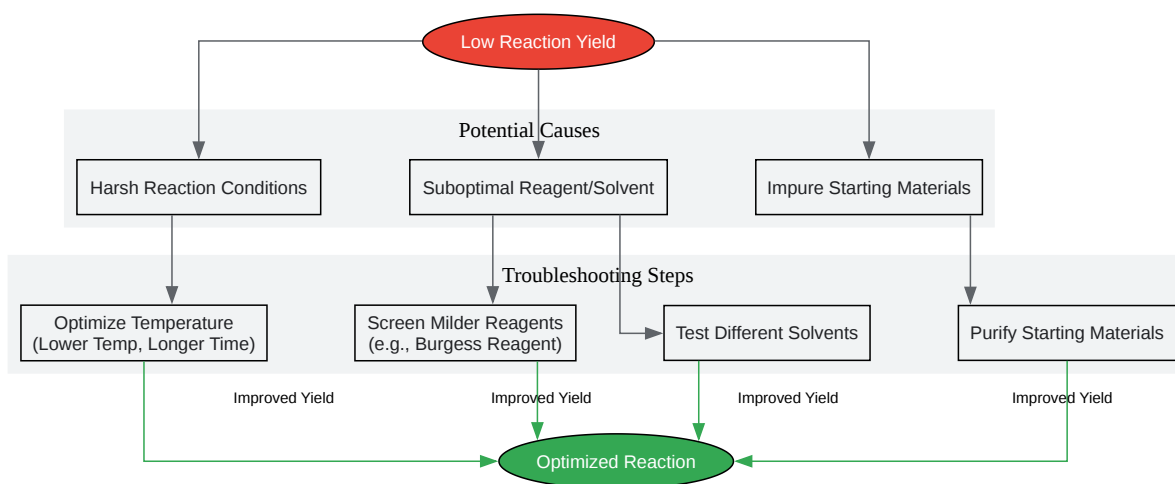 Low Reaction Yield
Potential Causes
Harsh Reaction Conditions
Suboptimal Reagent/Solvent
Impure Starting Materials
Troubleshooting Steps
Optimize Temperature
(Lower Temp, Longer Time)
Screen Milder Reagents
(e.g., Burgess Reagent)
Test Different Solvents
Purify Starting Materials
Improved Yield
Improved Yield
Improved Yield
Improved Yield
Optimized Reaction